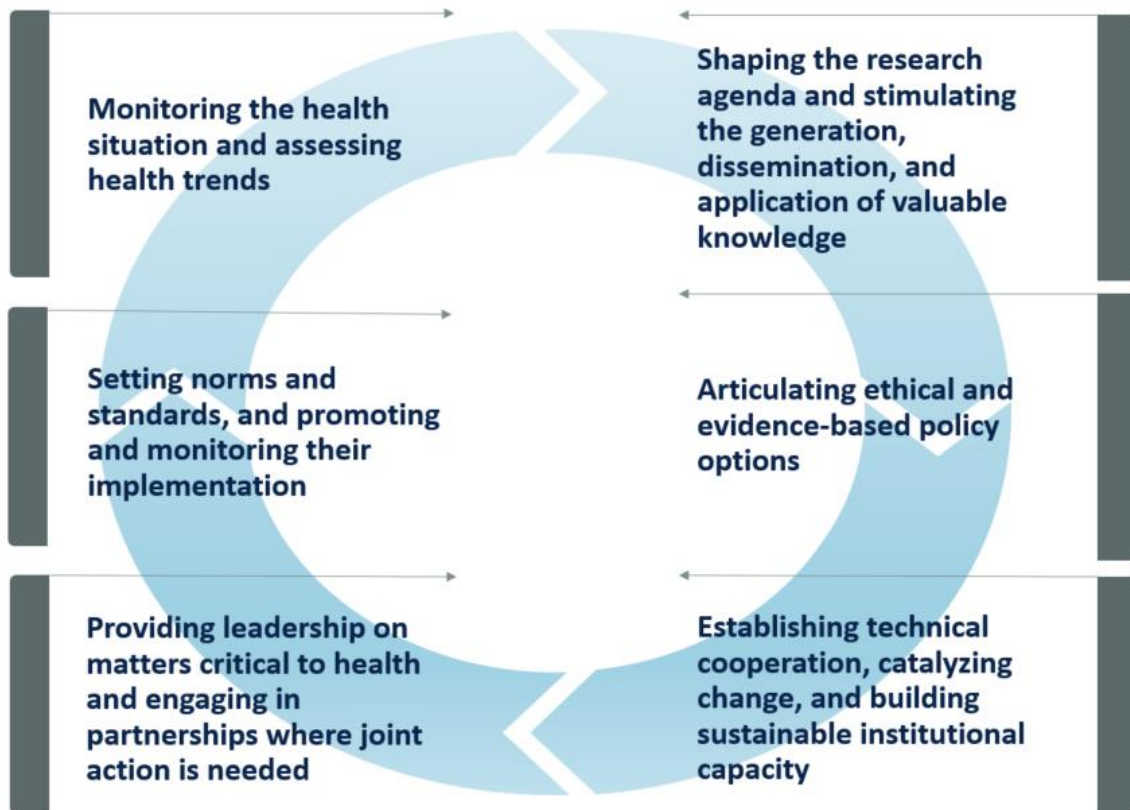 Monitoring the health
situation and assessing
health trends
Shaping the research
agenda and stimulating
the generation,
dissemination, and
application of valuable
knowledge
Setting norms and
standards, and promoting
and monitoring their
implementation
Articulating ethical and
evidence-based policy
options
Providing leadership on
matters critical to health
and engaging in
partnerships where joint
action is needed
Establishing technical
cooperation, catalyzing
change, and building
sustainable institutional
capacity